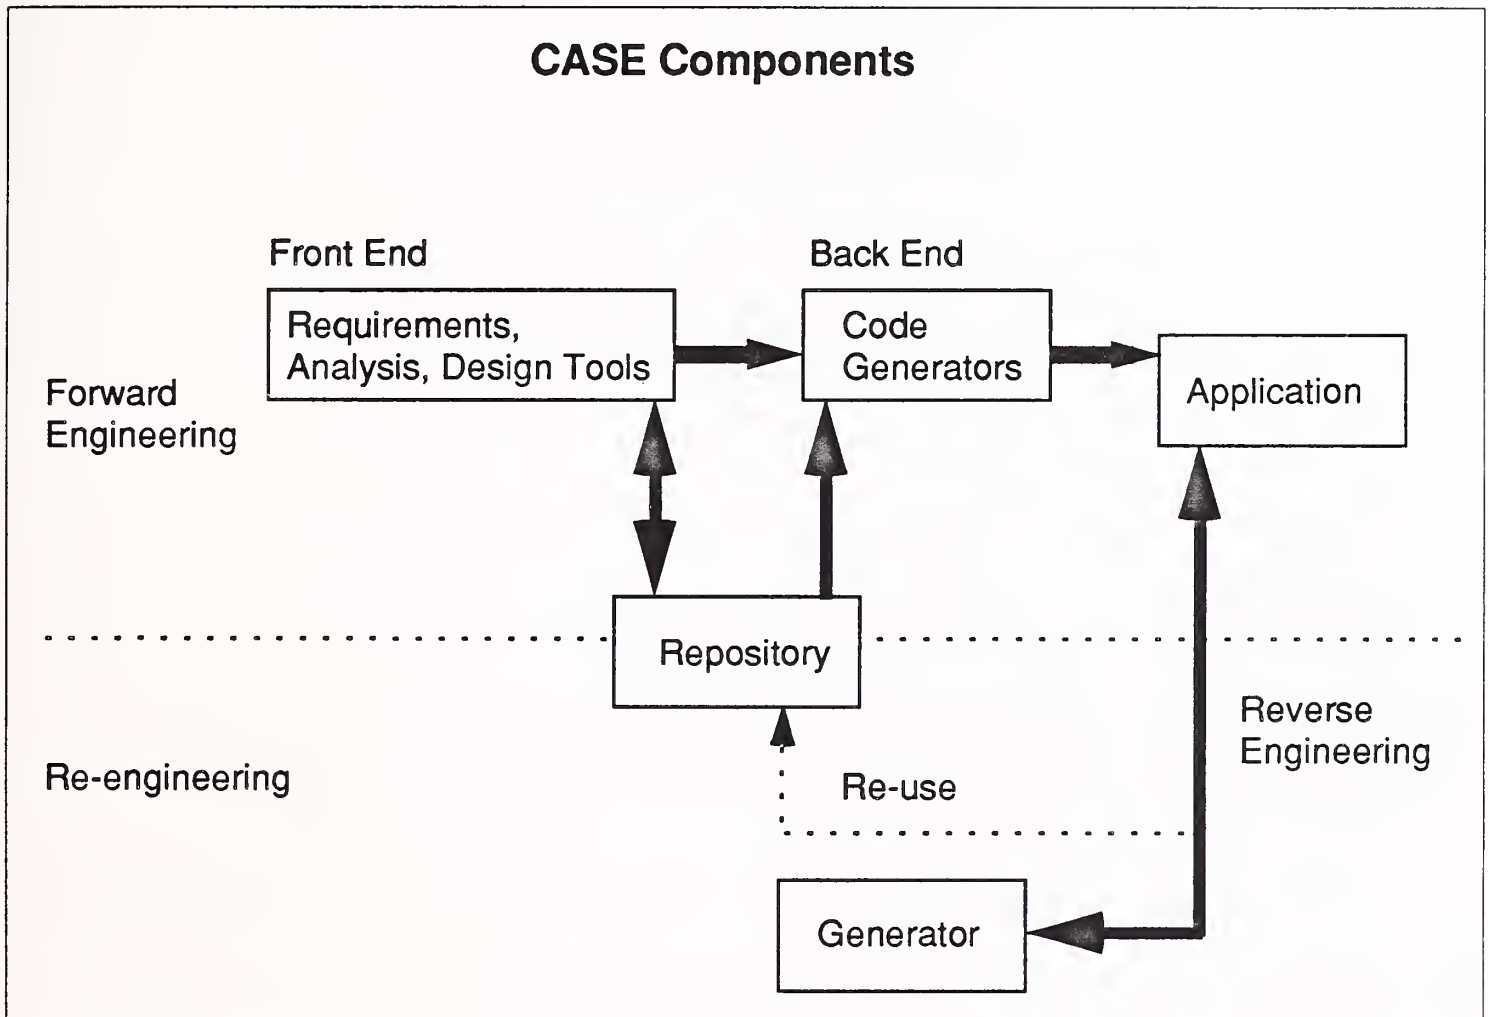 CASE Components
Front End
Back End
Requirements,
Analysis, Design Tools
Code
Generators
Application
Forward
Engineering
Repository
Reverse
Engineering
Re-engineering
Re-use
Generator